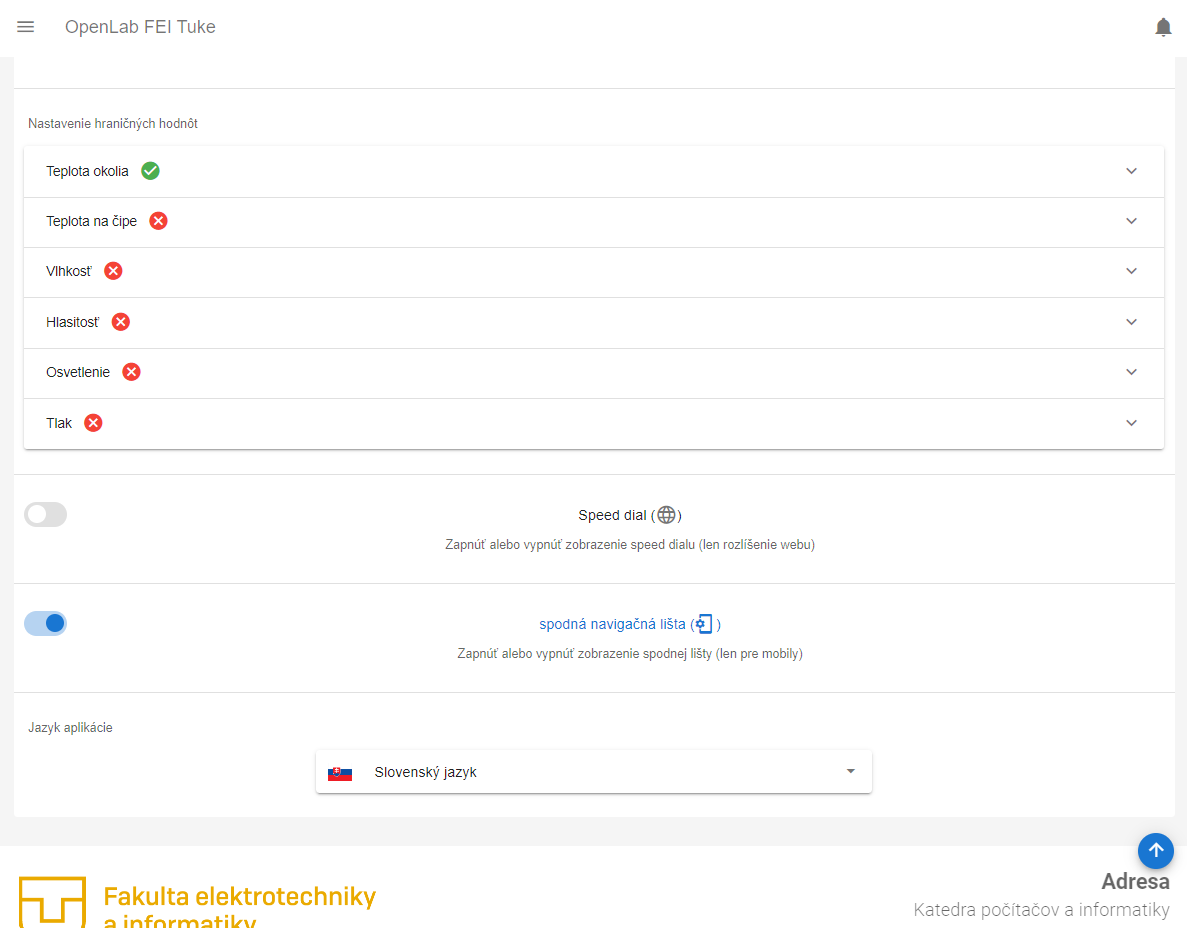 OpenLab FEI Tuke
Nastavenie hraničných hodnôt
Teplota okolia
Teplota na čipe
Vlhkosť
Hlasitosť
Osvetlenie
Tlak
Speed dial ( )
Zapnúť alebo vypnúť zobrazenie speed dialu (len rozlíšenie webu)
spodná navigačná lišta ( )
Zapnúť alebo vypnúť zobrazenie spodnej lišty (len pre mobily)
Jazyk aplikácie
Slovenský jazyk
Fakulta elektrotechniky
a informatiky
Adresa
Katedra počítačov a informatiky